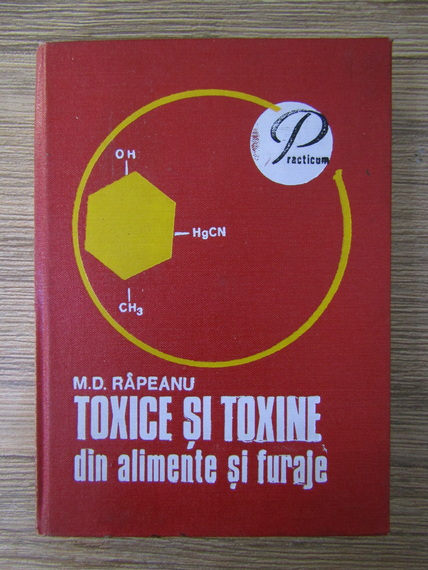 Practicum
OH
HgCN
CH₃
M.D. RÂPEANU
TOXICE ȘI TOXINE
din alimente și furaje